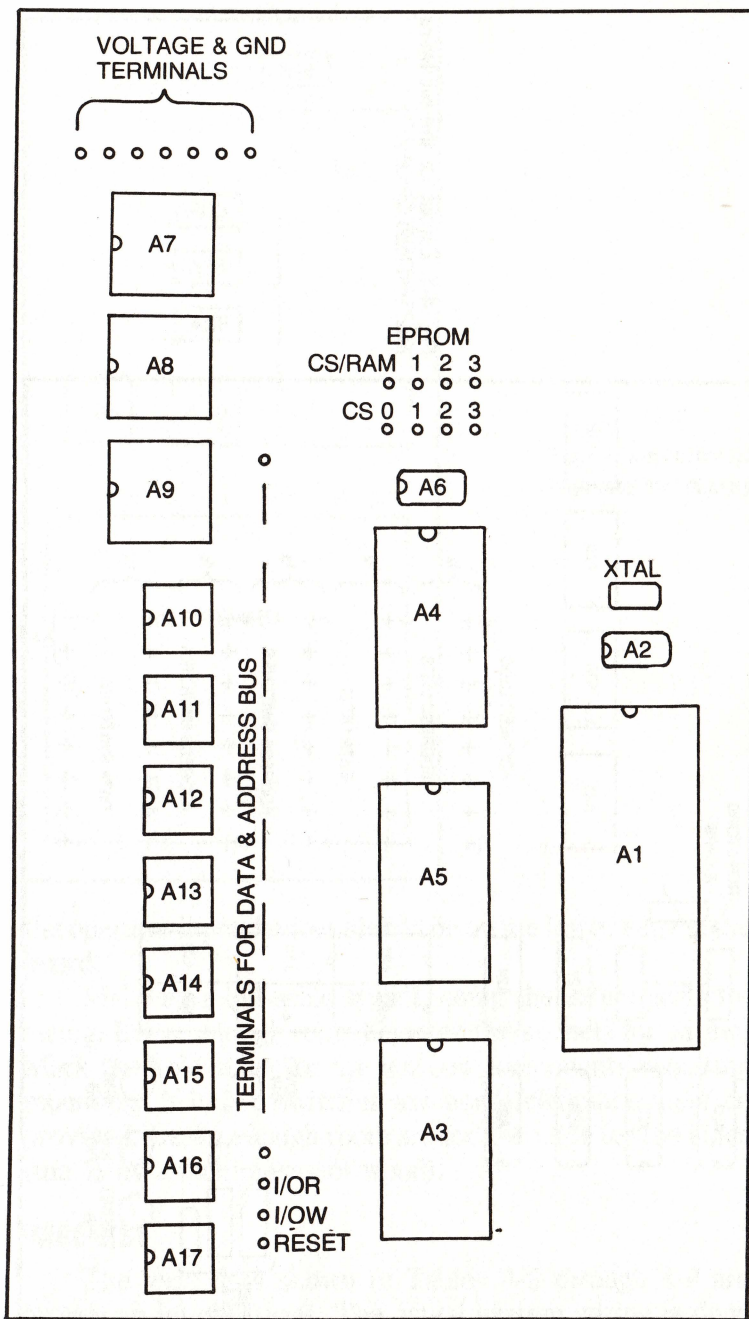 VOLTAGE & GND
TERMINALS
A7
A8
A9
EPROM
CS/RAM 1 2 3
CS 0 1 2 3
A6
A4
XTAL
A2
A10
A11
A12
A13
A14
A15
A16
A17
TERMINALS FOR DATA & ADDRESS BUS
A5
A1
A3
I/OR
I/OW
RESET